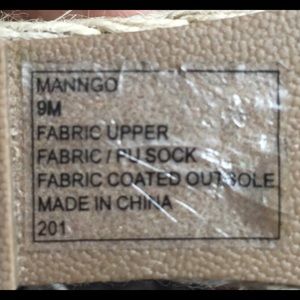 MANNGO
9M
FABRIC UPPER
FABRIC / PU SOCK
FABRIC COATED OUTSOLE
MADE IN CHINA
201